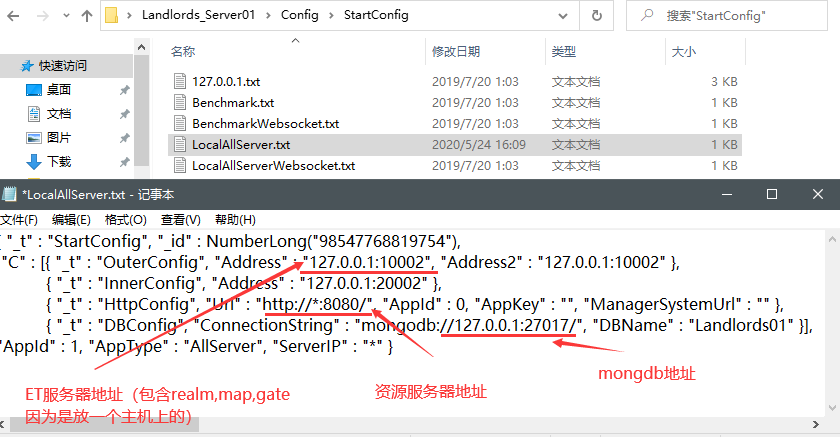 Landlords_Server01 > Config > StartConfig
搜索"StartConfig"
名称 修改日期 类型 大小
快速访问
桌面
文档
图片
下载
127.0.0.1.txt 2019/7/20 1:03 文本文档 3 KB
Benchmark.txt 2019/7/20 1:03 文本文档 1 KB
BenchmarkWebsocket.txt 2019/7/20 1:03 文本文档 1 KB
LocalAllServer.txt 2020/5/24 16:09 文本文档 1 KB
LocalAllServerWebsocket.txt 2019/7/20 1:03 文本文档 1 KB
*LocalAllServer.txt - 记事本
文件(F) 编辑(E) 格式(O) 查看(V) 帮助(H)
{ "_t" : "StartConfig", "_id" : NumberLong("98547768819754"),
"C" : [{ "_t" : "OuterConfig", "Address" : "127.0.0.1:10002", "Address2" : "127.0.0.1:10002" },
{ "_t" : "InnerConfig", "Address" : "127.0.0.1:20002" },
{ "_t" : "HttpConfig", "Url" : "http://*:8080/", "AppId" : 0, "AppKey" : "", "ManagerSystemUrl" : "" },
{ "_t" : "DBConfig", "ConnectionString" : "mongodb://127.0.0.1:27017/", "DBName" : "Landlords01" }],
"AppId" : 1, "AppType" : "AllServer", "ServerIP" : "*" }
ET服务器地址（包含realm,map,gate
因为是放一个主机上的）
资源服务器地址
mongdb地址